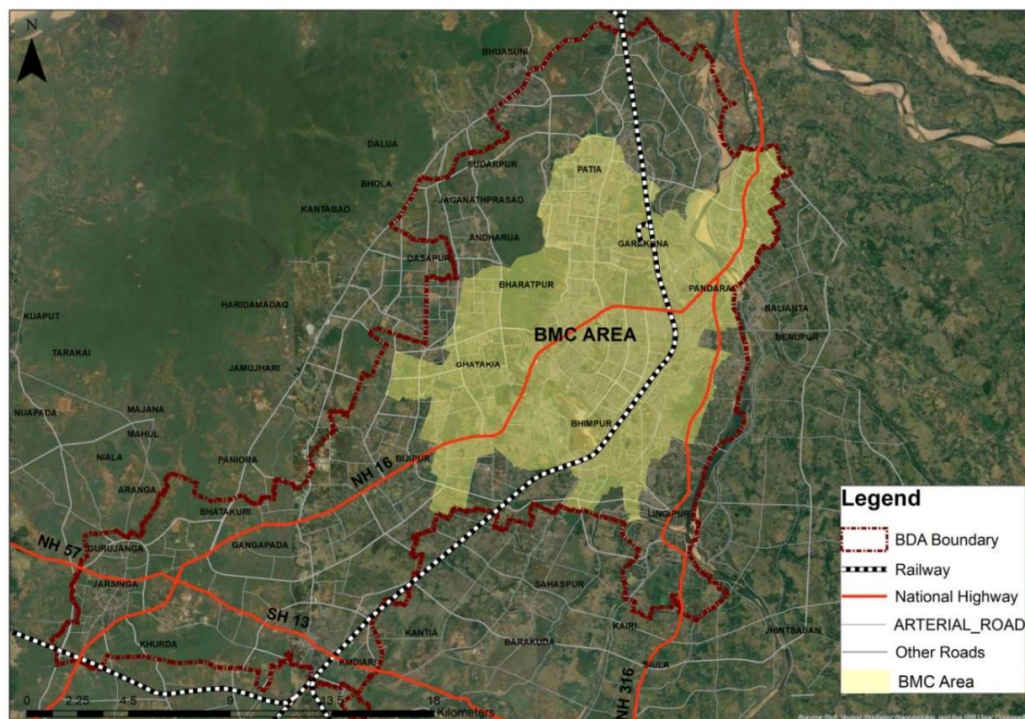 N
BHUASUNI
DALUA
SUDARPUR
PATIA
BHOLA
JAGANATHPRASAD
KANTABAD
ANDHARUA
GARAKANA
DASAPUR
BHARATPUR
PANDARA
HARIDAMADAQ
BALIANTA
KUAPUT
BMC AREA
BENUPUR
TARAKAI
GHATAKIA
JAMUJHARI
NUAPADA
MAJANA
MAHUL
BHIMPUR
NIALA
PANIORA
BIJIPUR
NH 16
ARANGA
BHATAKURI
LINGIPUR
GURUJANGA
GANGAPADA
NH 57
JARSINGA
SAHASPUR
SH 13
KAIRI
KHURDA
KANTIA
BARAKUDA
JHINTSASAN
KMDIARI
SIULA
NH 316
0 2.25 4.5 9 13.5 18
Kilometers
Legend
BDA Boundary
Railway
National Highway
ARTERIAL_ROAD
Other Roads
BMC Area